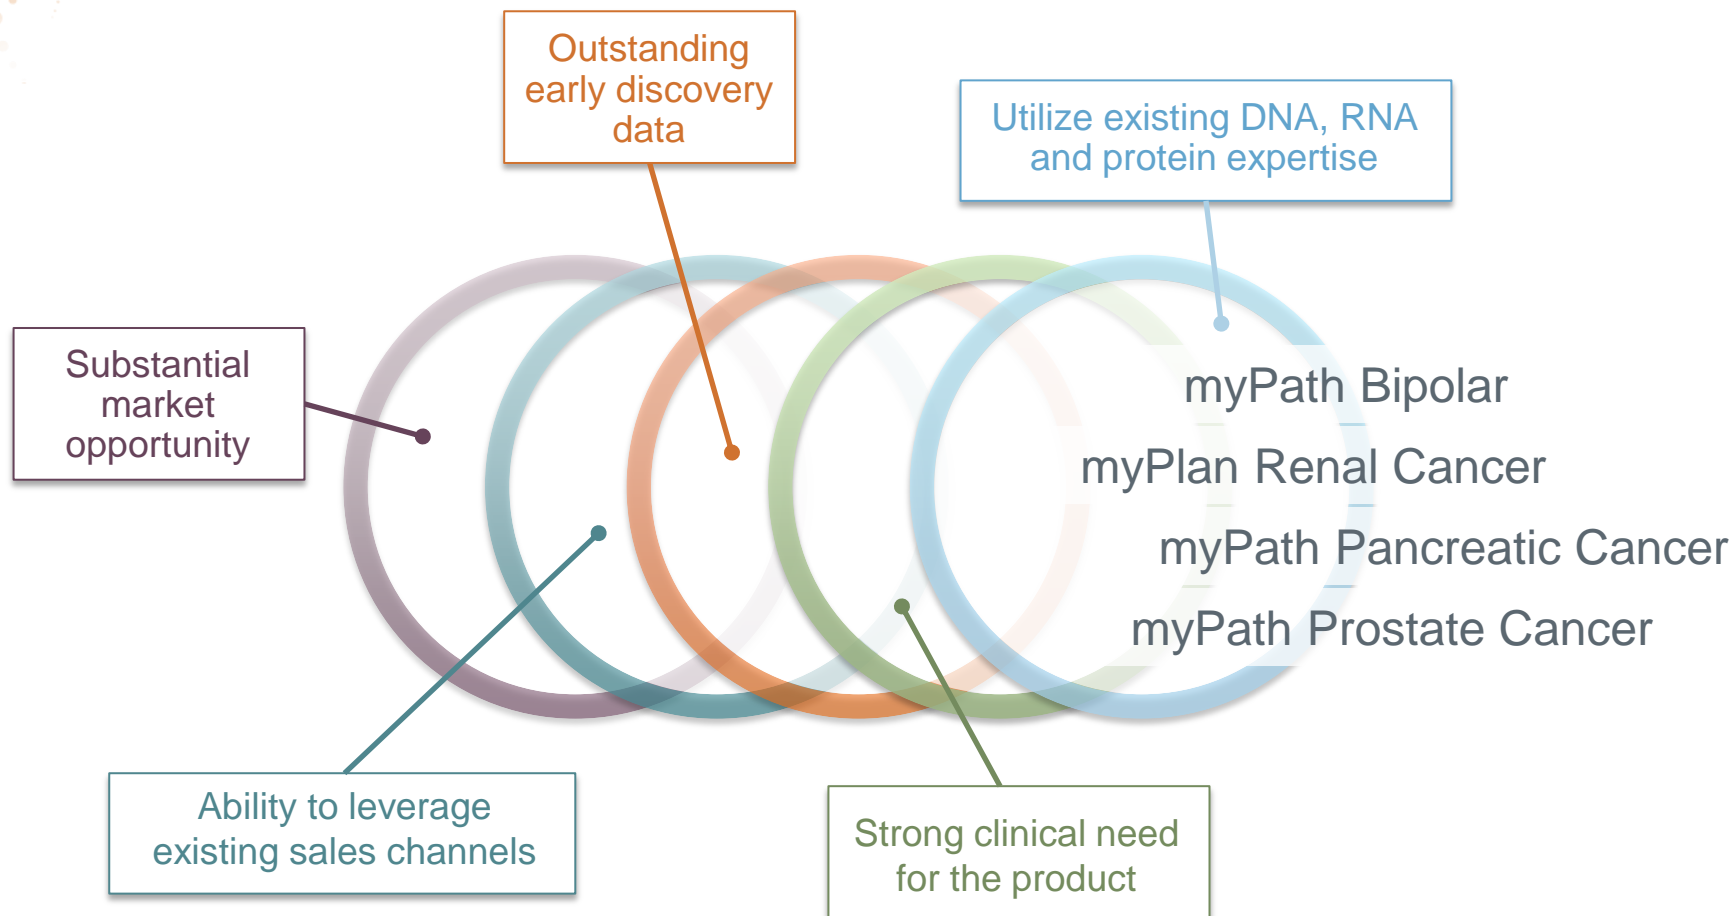 Outstanding
early discovery
data
Utilize existing DNA, RNA
and protein expertise
Substantial
market
opportunity
myPath Bipolar
myPlan Renal Cancer
myPath Pancreatic Cancer
myPath Prostate Cancer
Ability to leverage
existing sales channels
Strong clinical need
for the product